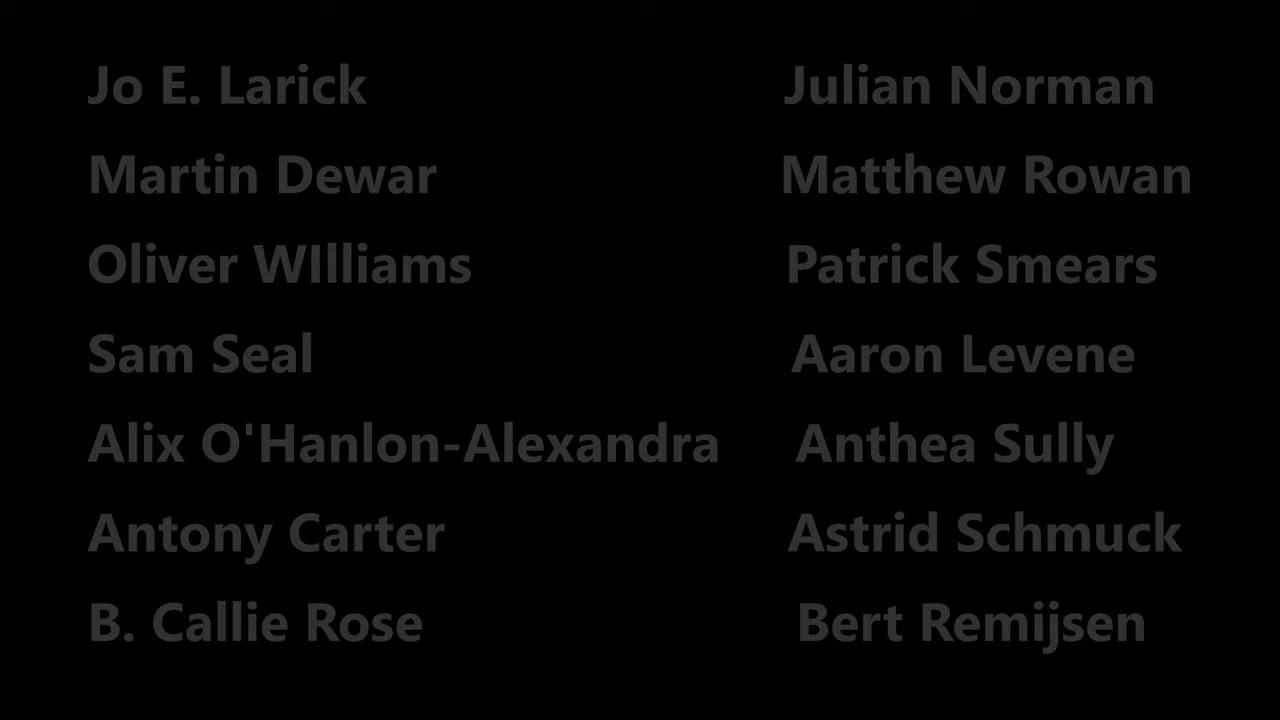 Jo E. Larick
Julian Norman
Martin Dewar
Matthew Rowan
Oliver WIlliams
Patrick Smears
Sam Seal
Aaron Levene
Alix O'Hanlon-Alexandra
Anthea Sully
Antony Carter
Astrid Schmuck
B. Callie Rose
Bert Remijsen